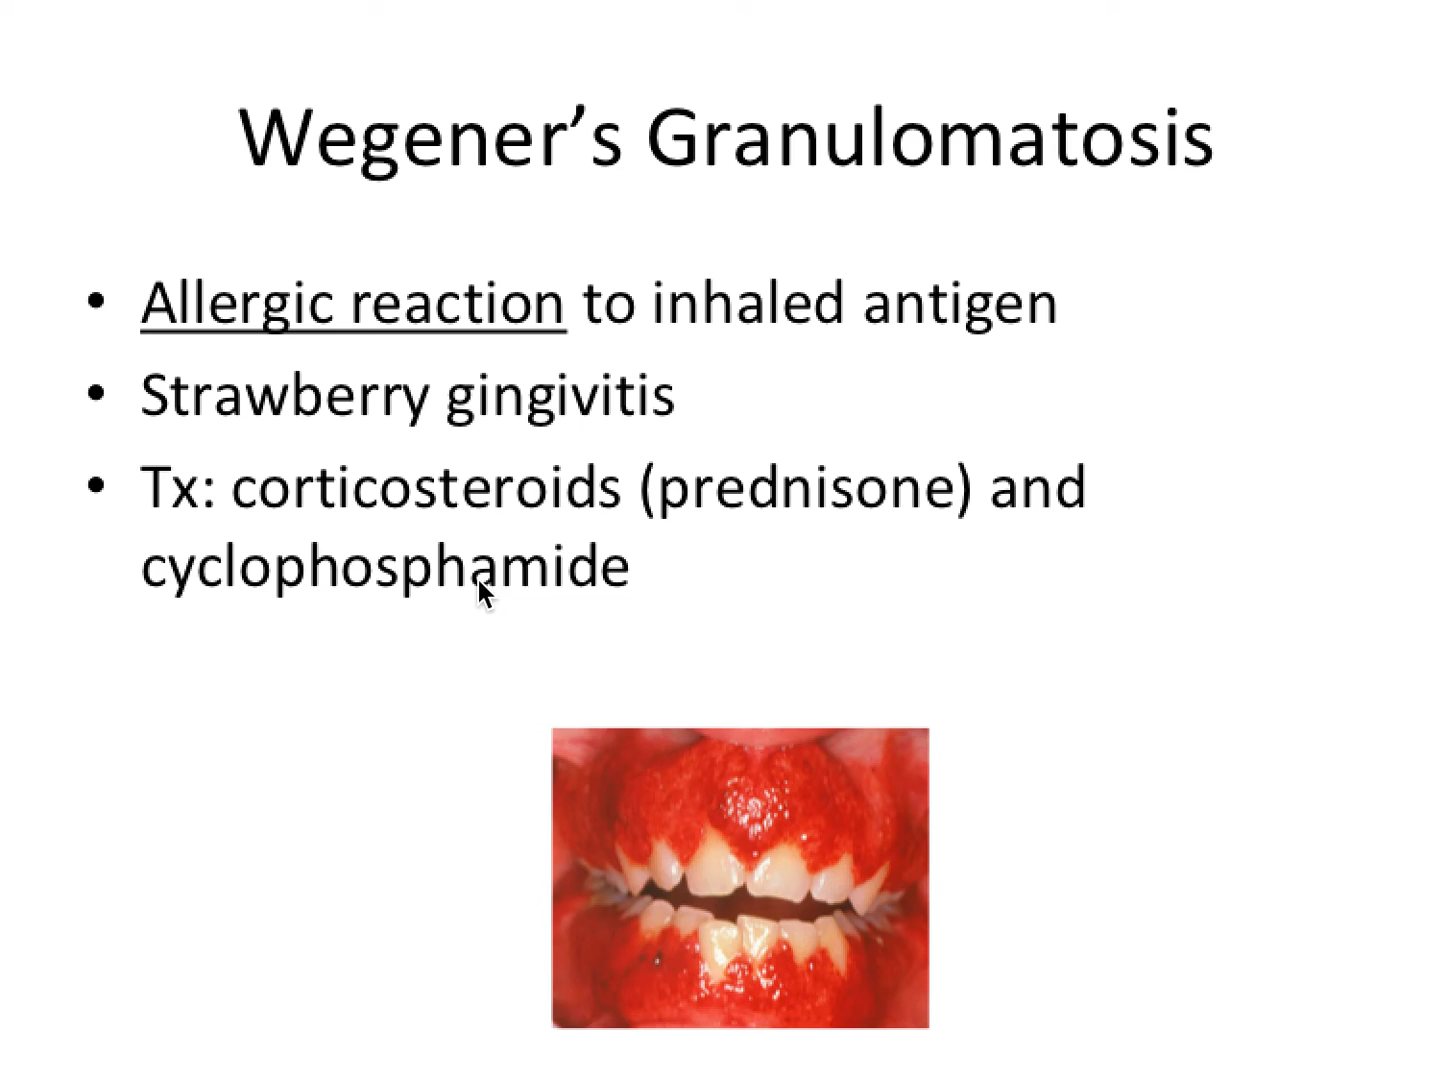 Wegener’s Granulomatosis
• Allergic reaction to inhaled antigen
• Strawberry gingivitis
• Tx: corticosteroids (prednisone) and
cyclophosphamide